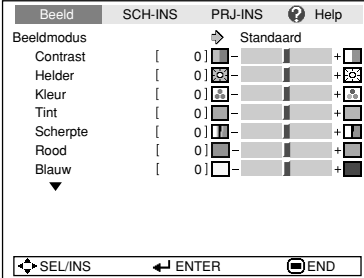 Beeld SCH-INS PRJ-INS ? Help
Beeldmodus Standaard
Contrast [ 0 ] - +
Helder [ 0 ] - +
Kleur [ 0 ] - +
Tint [ 0 ] - +
Scherpte [ 0 ] - +
Rood [ 0 ] - +
Blauw [ 0 ] - +
SEL/INS ENTER END